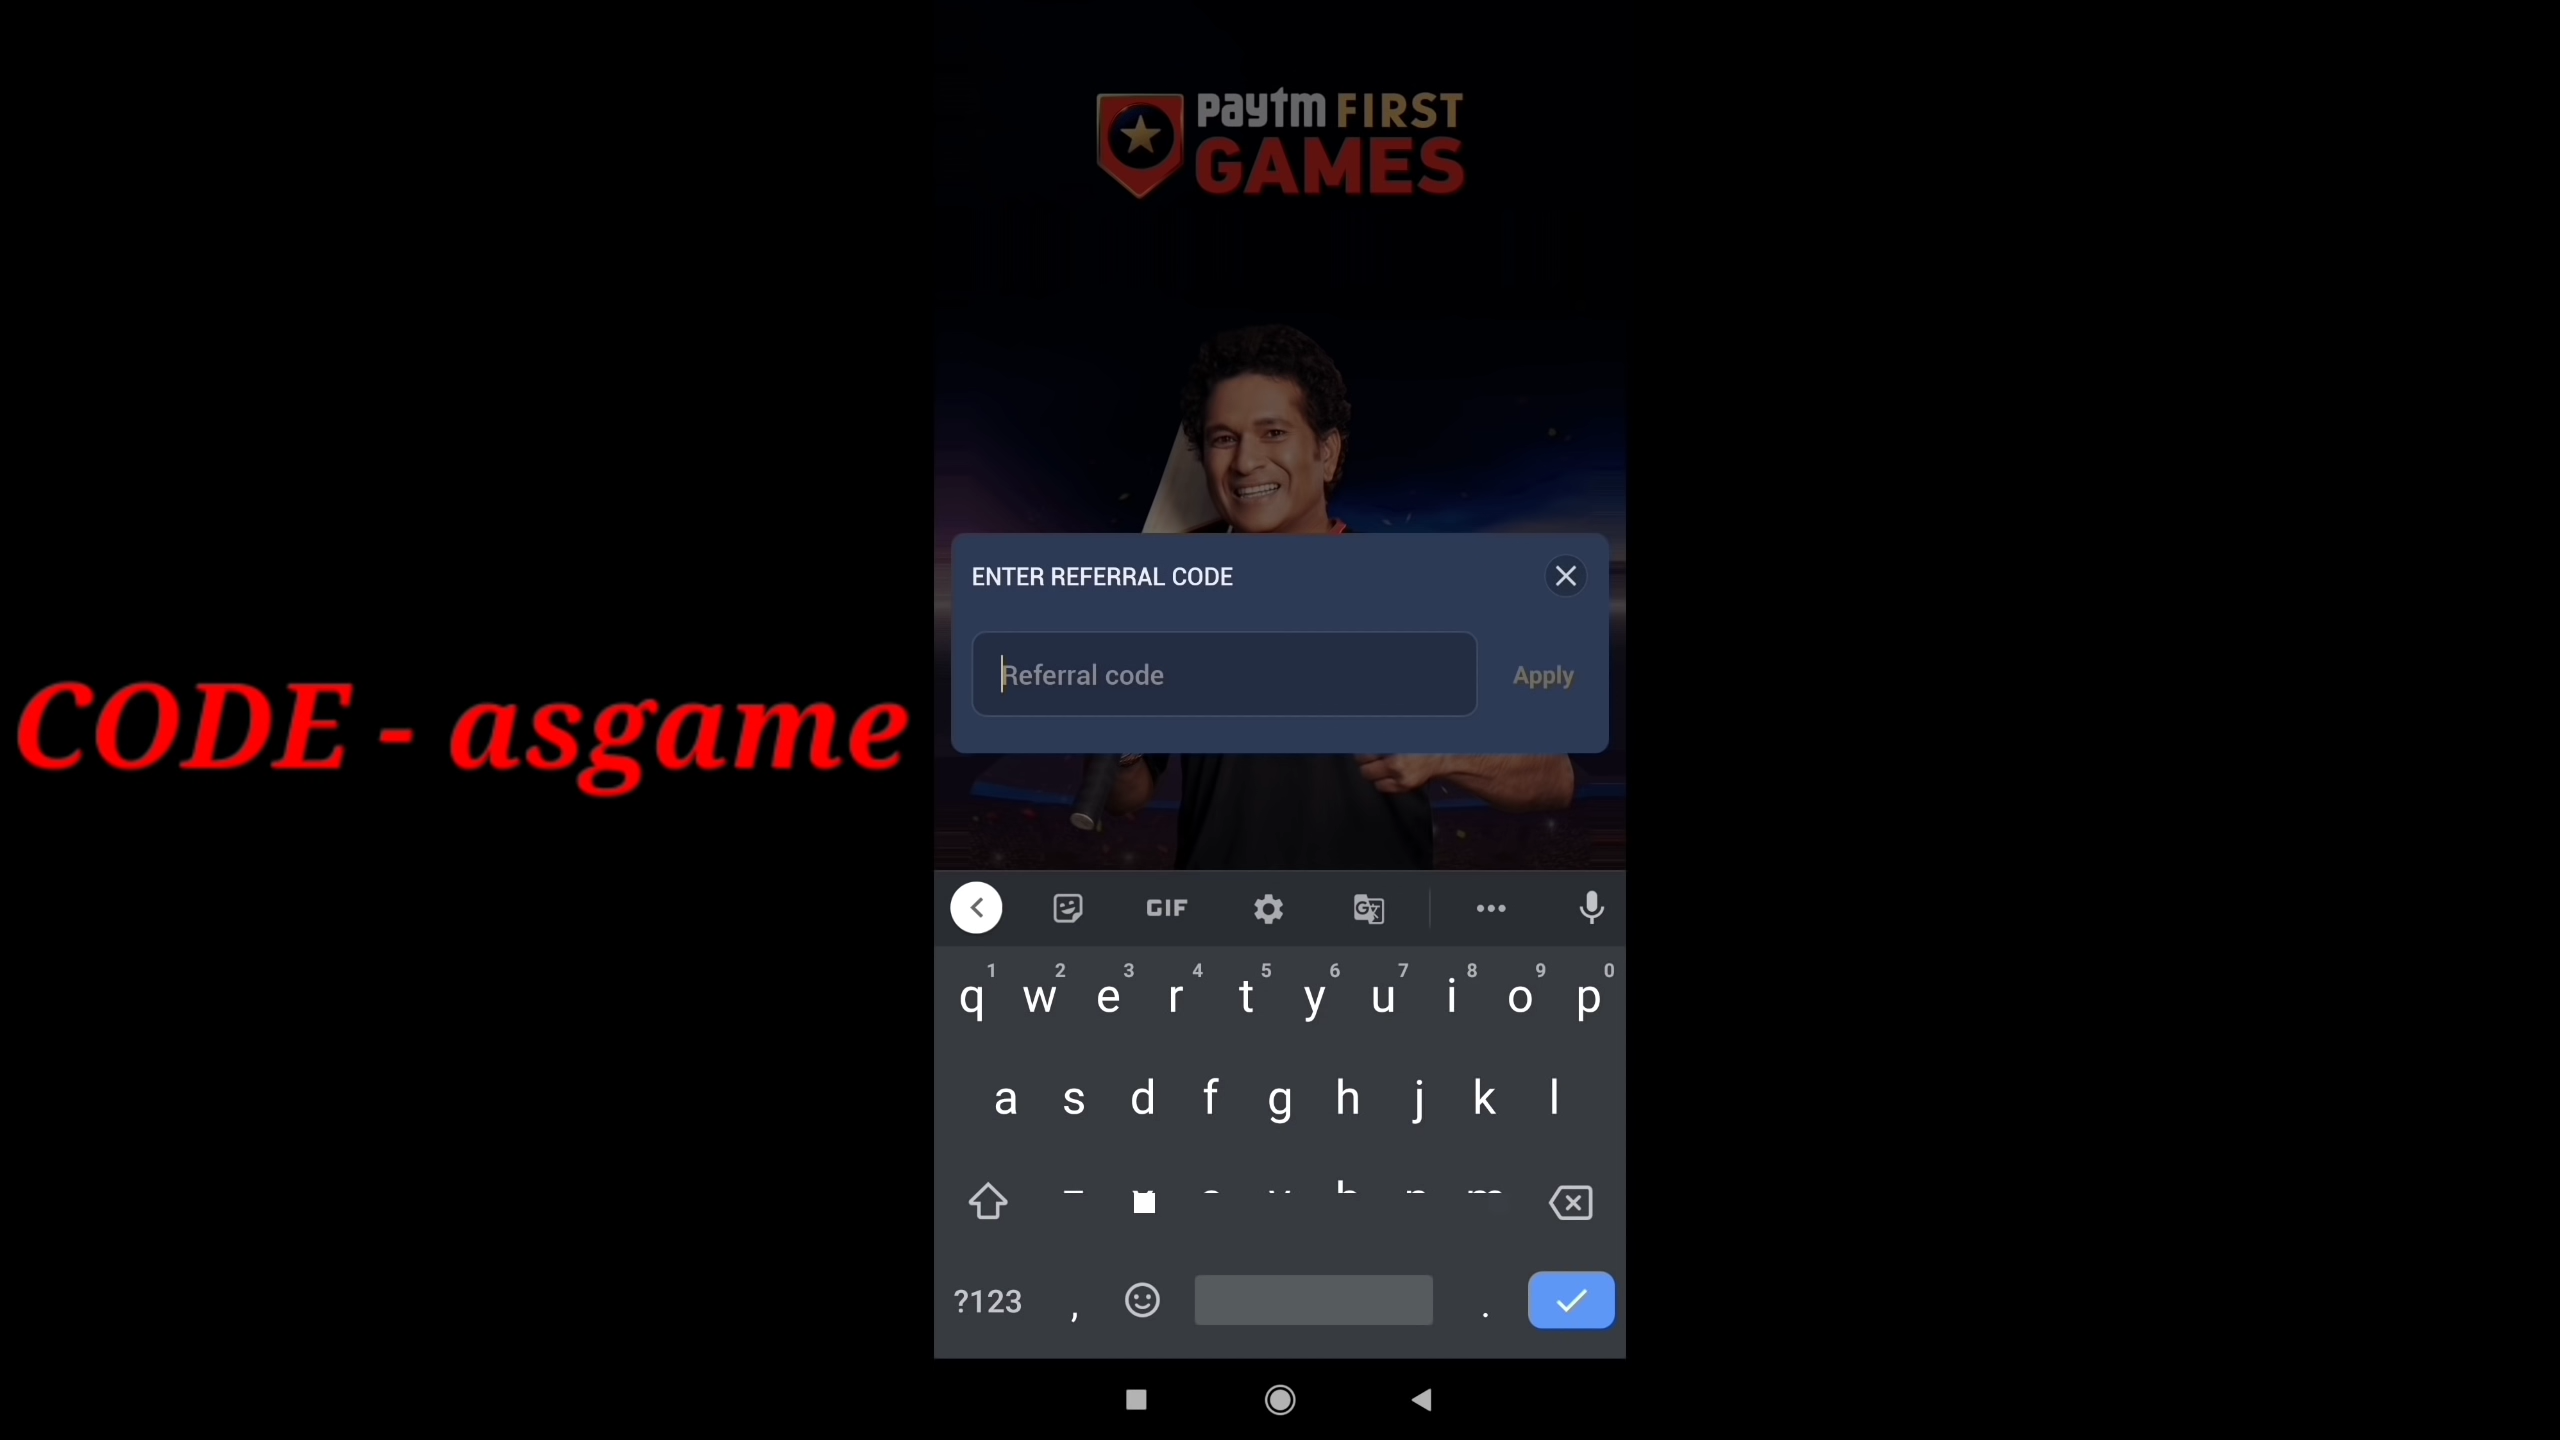 paytm FIRST
GAMES
ENTER REFERRAL CODE
Referral code
Apply
CODE - asgame
GIF
1 2 3 4 5 6 7 8 9 0
q w e r t y u i o p
a s d f g h j k l
?123 , .